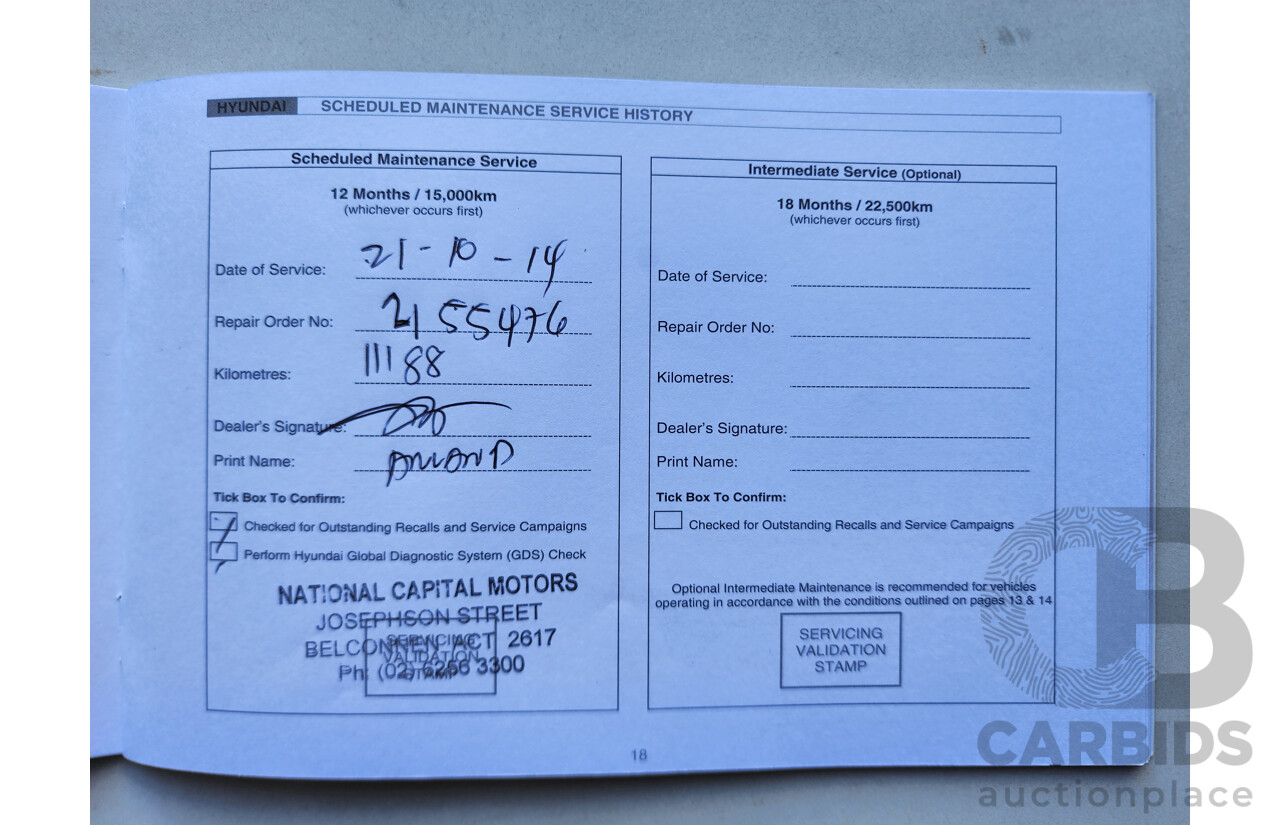 HYUNDAI SCHEDULED MAINTENANCE SERVICE HISTORY
Scheduled Maintenance Service
12 Months / 15,000km
(whichever occurs first)
Date of Service: 21-10-14
Repair Order No: 2155476
Kilometres: 11188
Dealer's Signature:
Print Name:
Tick Box To Confirm:
Checked for Outstanding Recalls and Service Campaigns
Perform Hyundai Global Diagnostic System (GDS) Check
NATIONAL CAPITAL MOTORS
JOSEPHSON STREET
BELCONNEN ACT 2617
Ph: (02) 6256 3300
SERVICING
VALIDATION
STAMP
Intermediate Service (Optional)
18 Months / 22,500km
(whichever occurs first)
Date of Service:
Repair Order No:
Kilometres:
Dealer's Signature:
Print Name:
Tick Box To Confirm:
Checked for Outstanding Recalls and Service Campaigns
Optional Intermediate Maintenance is recommended for vehicles
operating in accordance with the conditions outlined on pages 13 & 14
SERVICING
VALIDATION
STAMP
18
CB
CARBIDS
auctionplace